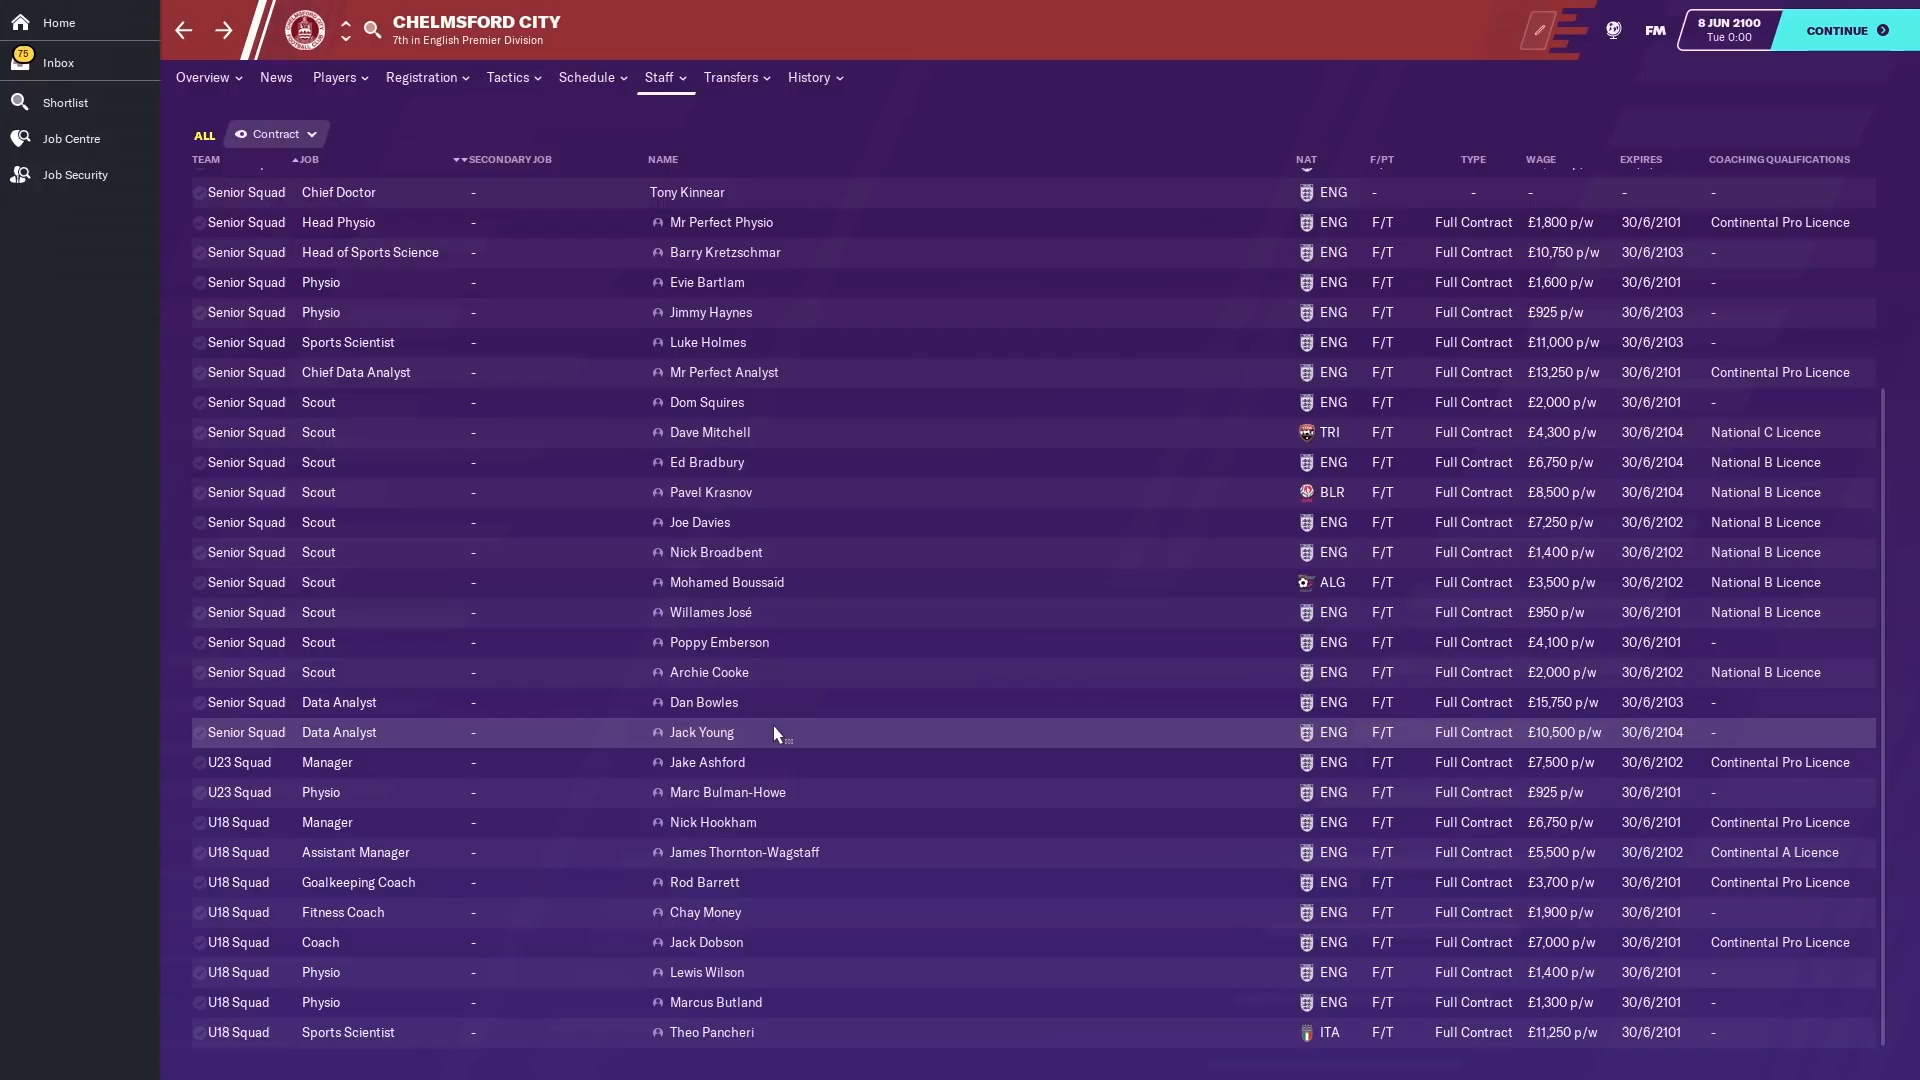 Home
75
Inbox
Shortlist
Job Centre
Job Security
CHELMSFORD CITY
7th in English Premier Division
FM
8 JUN 2100
Tue 0:00
CONTINUE
Overview News Players Registration Tactics Schedule Staff Transfers History
ALL Contract
TEAM JOB SECONDARY JOB NAME NAT F/PT TYPE WAGE EXPIRES COACHING QUALIFICATIONS
Senior Squad Chief Doctor - Tony Kinnear ENG - - - - -
Senior Squad Head Physio - Mr Perfect Physio ENG F/T Full Contract £1,800 p/w 30/6/2101 Continental Pro Licence
Senior Squad Head of Sports Science - Barry Kretzschmar ENG F/T Full Contract £10,750 p/w 30/6/2103 -
Senior Squad Physio - Evie Bartlam ENG F/T Full Contract £1,600 p/w 30/6/2101 -
Senior Squad Physio - Jimmy Haynes ENG F/T Full Contract £925 p/w 30/6/2103 -
Senior Squad Sports Scientist - Luke Holmes ENG F/T Full Contract £11,000 p/w 30/6/2103 -
Senior Squad Chief Data Analyst - Mr Perfect Analyst ENG F/T Full Contract £13,250 p/w 30/6/2101 Continental Pro Licence
Senior Squad Scout - Dom Squires ENG F/T Full Contract £2,000 p/w 30/6/2101 -
Senior Squad Scout - Dave Mitchell TRI F/T Full Contract £4,300 p/w 30/6/2104 National C Licence
Senior Squad Scout - Ed Bradbury ENG F/T Full Contract £6,750 p/w 30/6/2104 National B Licence
Senior Squad Scout - Pavel Krasnov BLR F/T Full Contract £8,500 p/w 30/6/2104 National B Licence
Senior Squad Scout - Joe Davies ENG F/T Full Contract £7,250 p/w 30/6/2102 National B Licence
Senior Squad Scout - Nick Broadbent ENG F/T Full Contract £1,400 p/w 30/6/2102 National B Licence
Senior Squad Scout - Mohamed Boussaïd ALG F/T Full Contract £3,500 p/w 30/6/2102 National B Licence
Senior Squad Scout - Willames José ENG F/T Full Contract £950 p/w 30/6/2101 National B Licence
Senior Squad Scout - Poppy Emberson ENG F/T Full Contract £4,100 p/w 30/6/2101 -
Senior Squad Scout - Archie Cooke ENG F/T Full Contract £2,000 p/w 30/6/2102 National B Licence
Senior Squad Data Analyst - Dan Bowles ENG F/T Full Contract £15,750 p/w 30/6/2103 -
Senior Squad Data Analyst - Jack Young ENG F/T Full Contract £10,500 p/w 30/6/2104 -
U23 Squad Manager - Jake Ashford ENG F/T Full Contract £7,500 p/w 30/6/2102 Continental Pro Licence
U23 Squad Physio - Marc Bulman-Howe ENG F/T Full Contract £925 p/w 30/6/2101 -
U18 Squad Manager - Nick Hookham ENG F/T Full Contract £6,750 p/w 30/6/2101 Continental Pro Licence
U18 Squad Assistant Manager - James Thornton-Wagstaff ENG F/T Full Contract £5,500 p/w 30/6/2102 Continental A Licence
U18 Squad Goalkeeping Coach - Rod Barrett ENG F/T Full Contract £3,700 p/w 30/6/2101 Continental Pro Licence
U18 Squad Fitness Coach - Chay Money ENG F/T Full Contract £1,900 p/w 30/6/2101 -
U18 Squad Coach - Jack Dobson ENG F/T Full Contract £7,000 p/w 30/6/2101 Continental Pro Licence
U18 Squad Physio - Lewis Wilson ENG F/T Full Contract £1,400 p/w 30/6/2101 -
U18 Squad Physio - Marcus Butland ENG F/T Full Contract £1,300 p/w 30/6/2101 -
U18 Squad Sports Scientist - Theo Pancheri ITA F/T Full Contract £11,250 p/w 30/6/2101 -